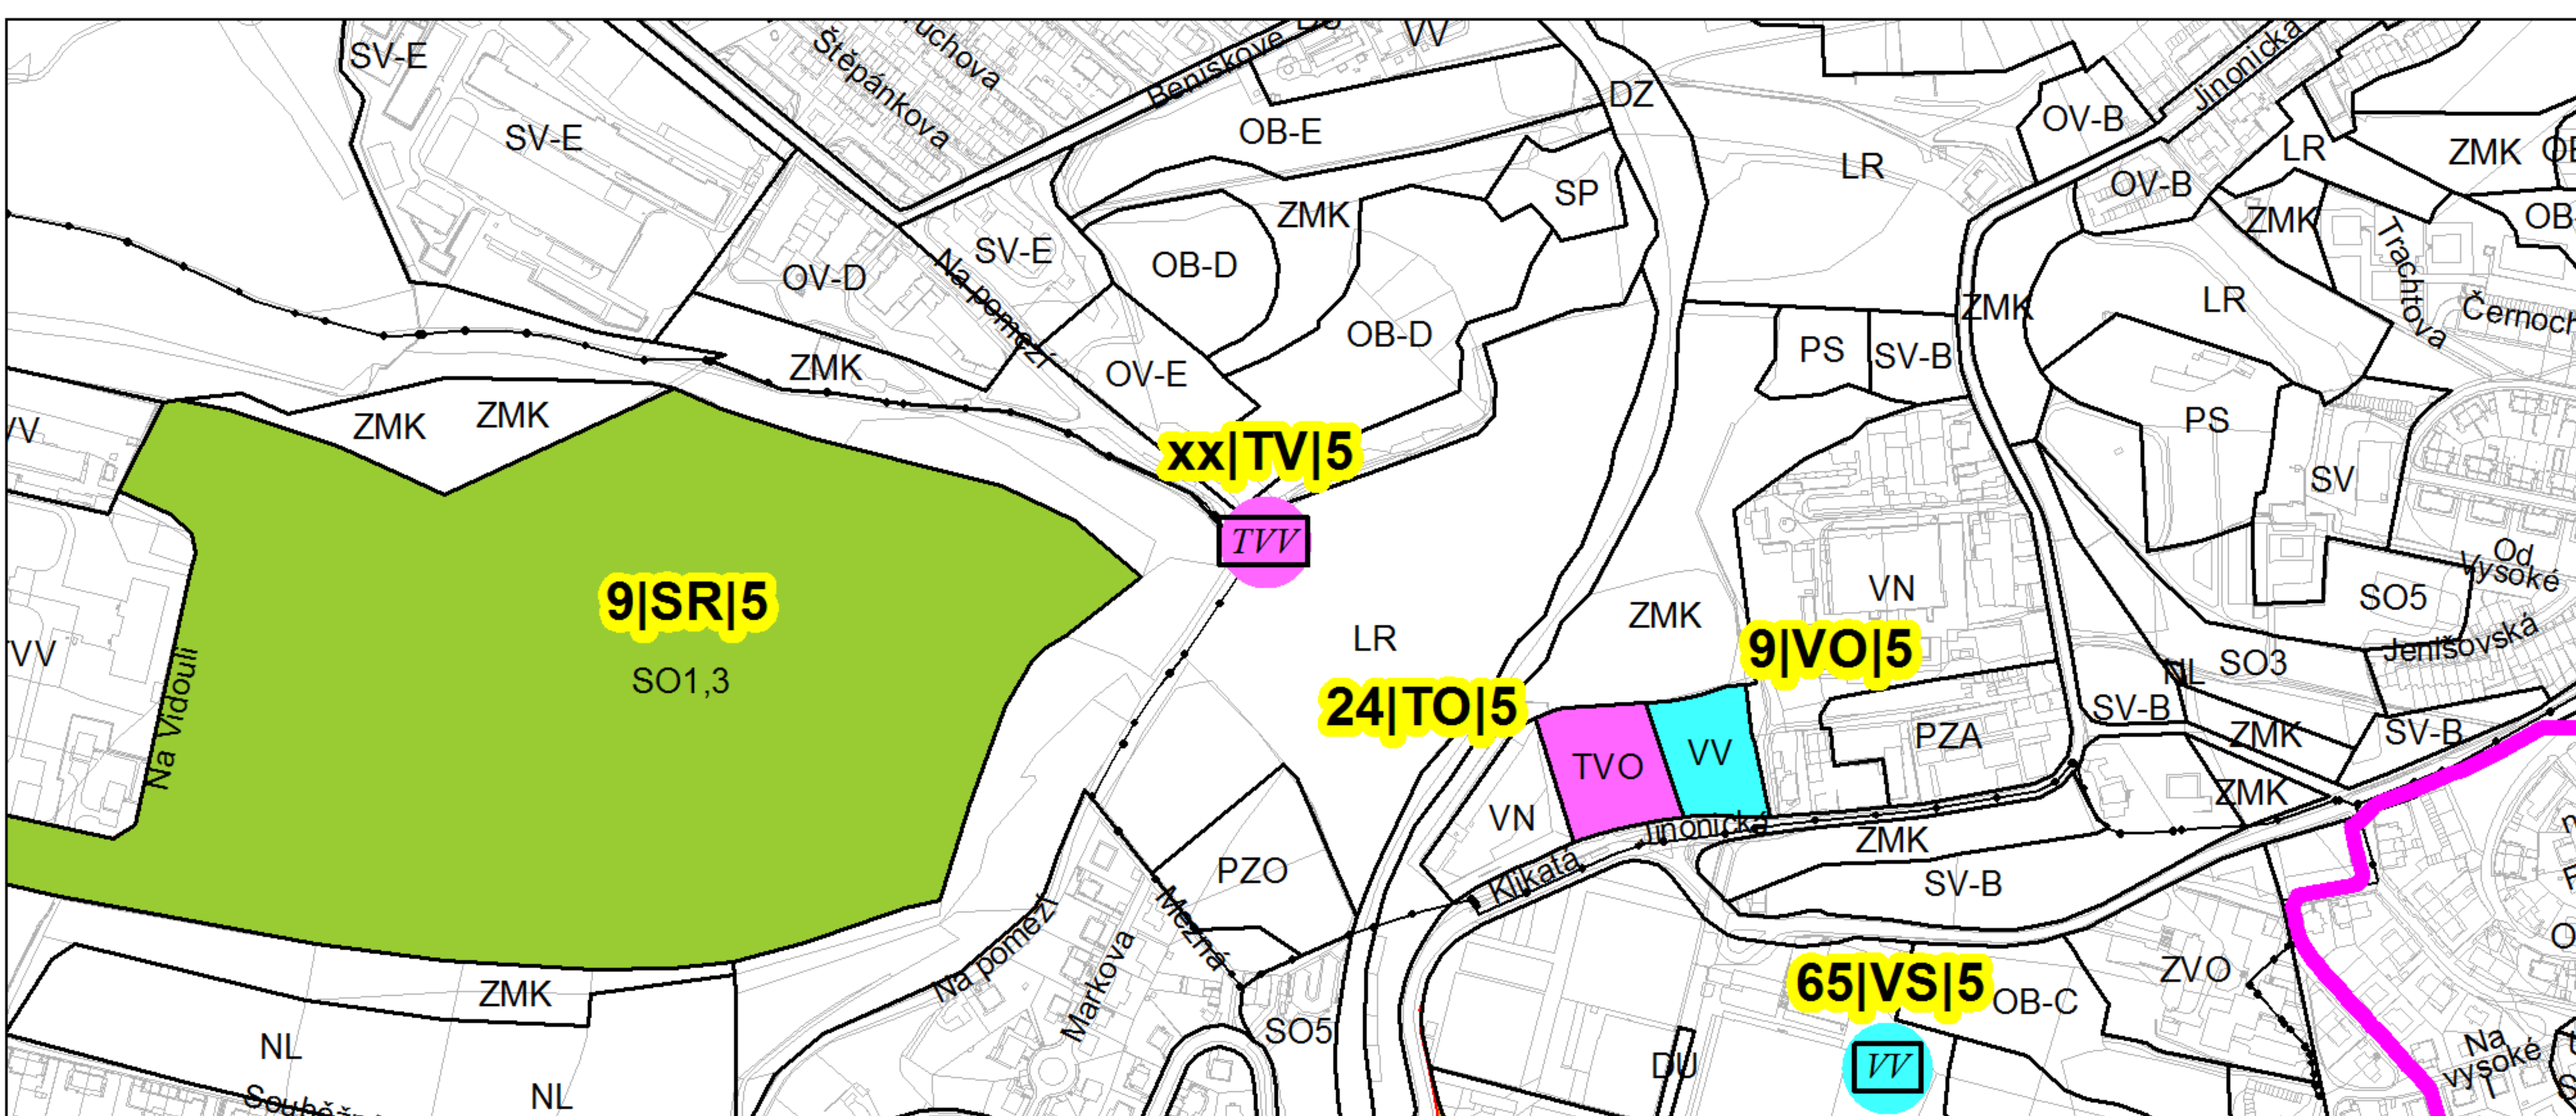 SV-E
Štěpánkova
Beníškové
VV
DZ
OV-B
Jinonická
SV-E
OB-E
LR
OV-B
LR
ZMK
SP
ZMK
ZMK
OB
Trachtova
OV-D
SV-E
OB-D
Na pomezí
OB-D
ZMK
LR
Černoch
ZMK
OV-E
PS
SV-B
PS
VV
ZMK
ZMK
xx|TV|5
SV
TVV
Od
Vysoké
9|SR|5
VN
SO5
SO1,3
LR
ZMK
9|VO|5
Jenišovská
VV
Na Vidouli
24|TO|5
NL
SO3
SV-B
TVO
VV
PZA
ZMK
SV-B
ZMK
VN
Jinonická
ZMK
PZO
Klikatá
SV-B
Mezná
Na pomezí
Markova
ZMK
65|VS|5
OB-C
ZVO
NL
SO5
DU
VV
Na
vysoké
I
NL